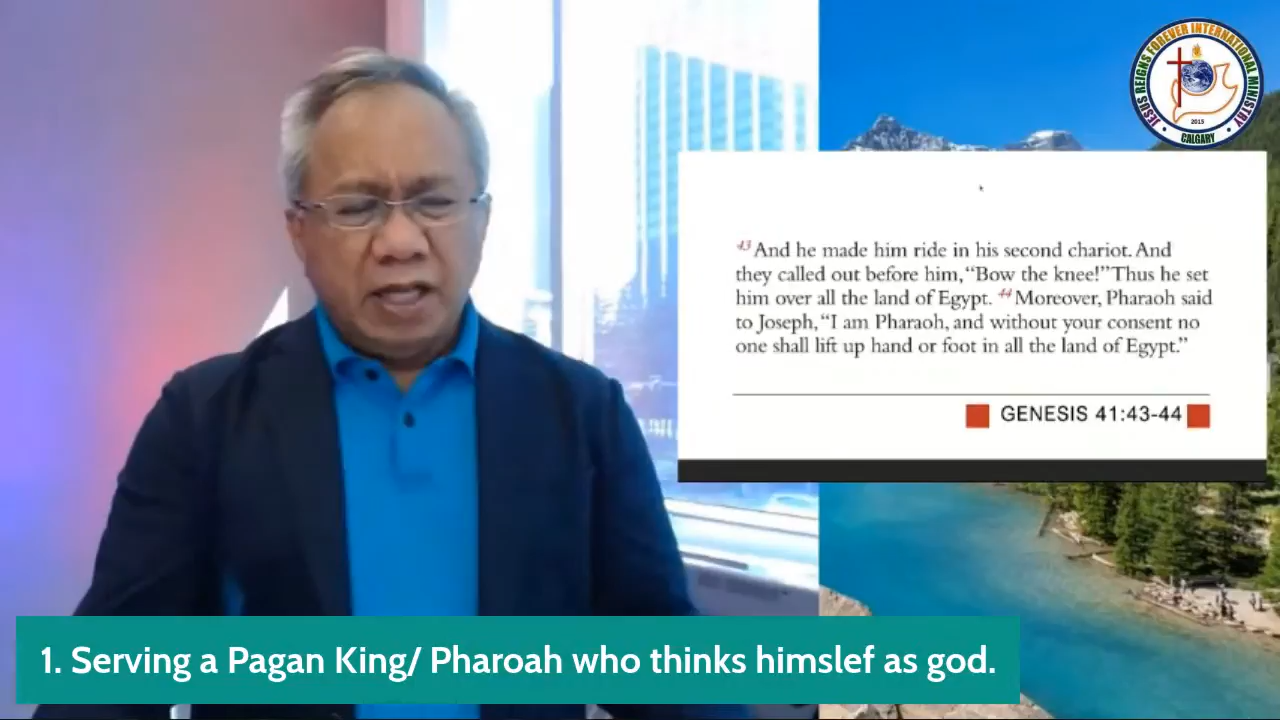 JESUS REIGNS FOREVER INTERNATIONAL MINISTRY
2015
CALGARY
43 And he made him ride in his second chariot. And
they called out before him, “Bow the knee!” Thus he set
him over all the land of Egypt. 44 Moreover, Pharaoh said
to Joseph, “I am Pharaoh, and without your consent no
one shall lift up hand or foot in all the land of Egypt.”
GENESIS 41:43-44
1. Serving a Pagan King/ Pharoah who thinks himslef as god.